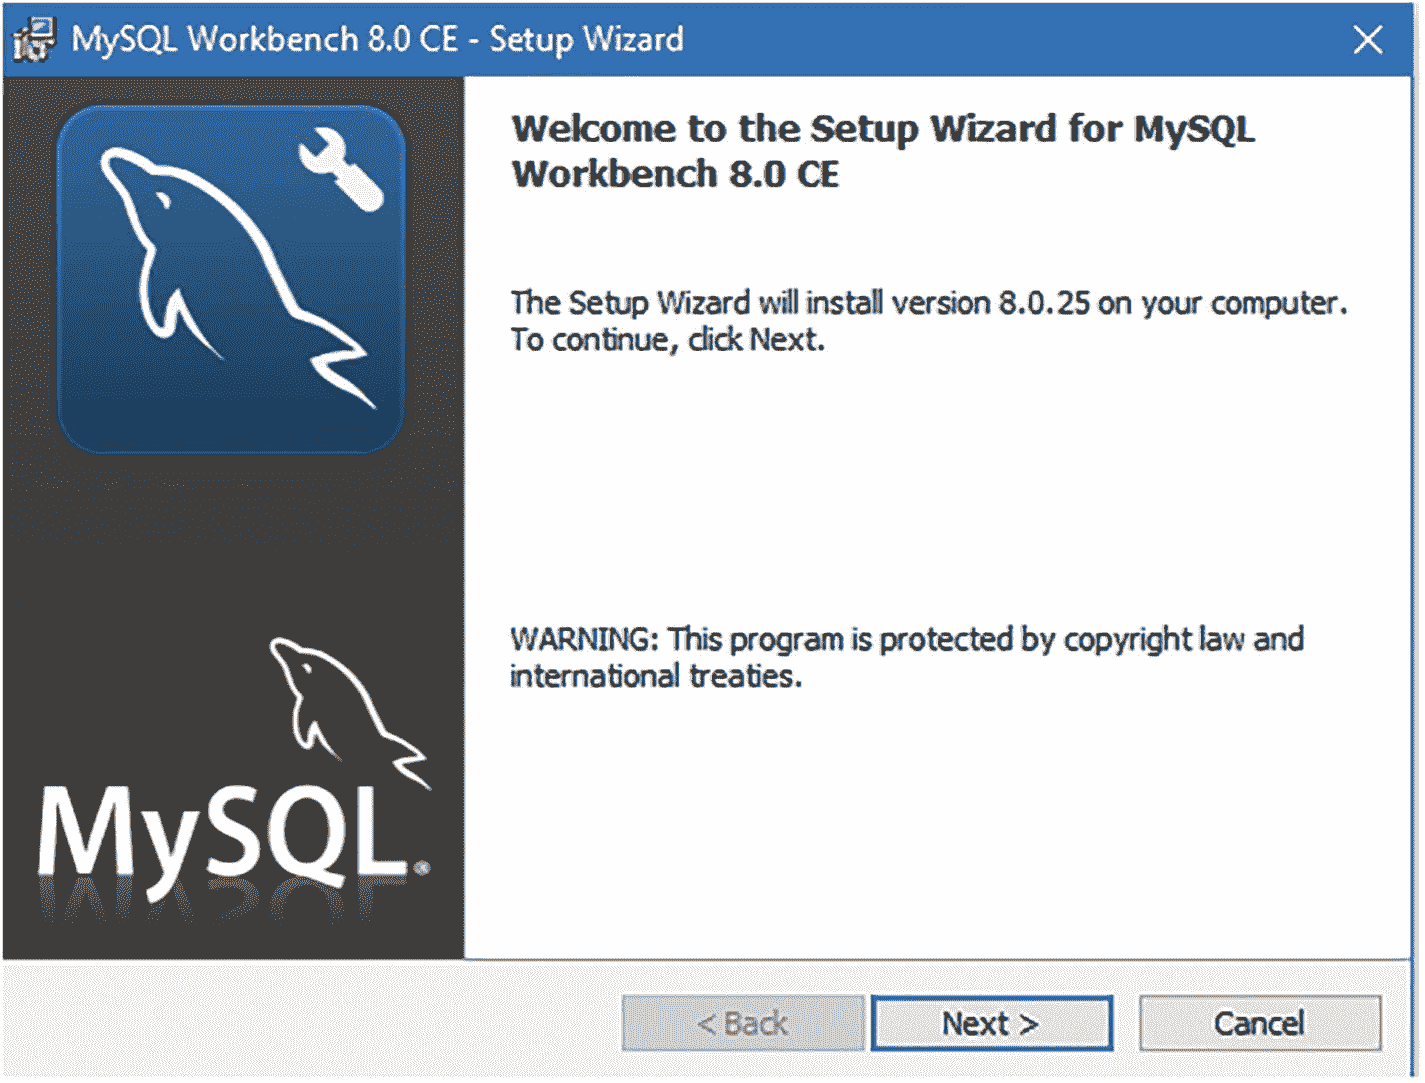 MySQL Workbench 8.0 CE - Setup Wizard
Welcome to the Setup Wizard for MySQL
Workbench 8.0 CE
The Setup Wizard will install version 8.0.25 on your computer.
To continue, click Next.
WARNING: This program is protected by copyright law and
international treaties.
MySQL®
< Back
Next >
Cancel